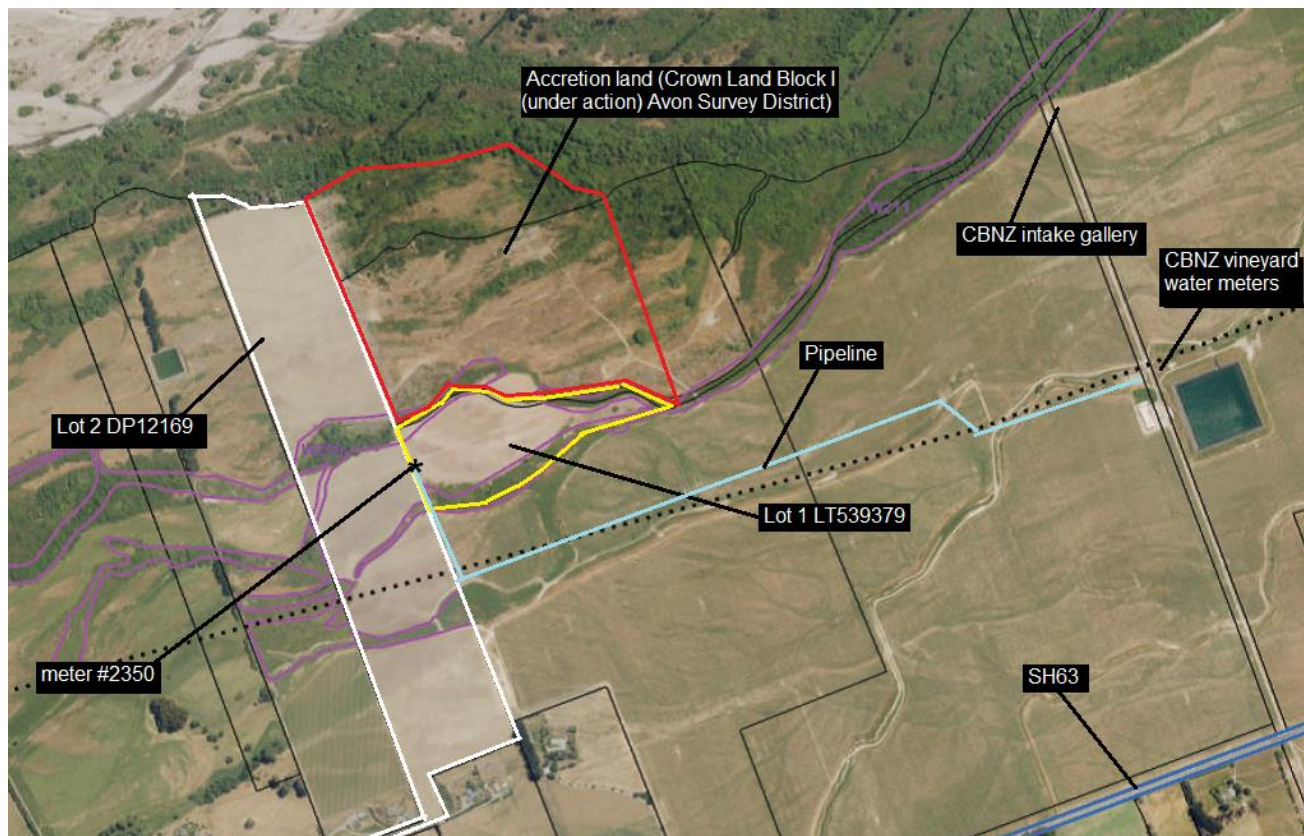 Accretion land (Crown Land Block I
(under action) Avon Survey District)
W211
CBNZ intake gallery
CBNZ vineyard
water meters
Pipeline
Lot 2 DP12169
Lot 1 LT539379
meter #2350
SH63